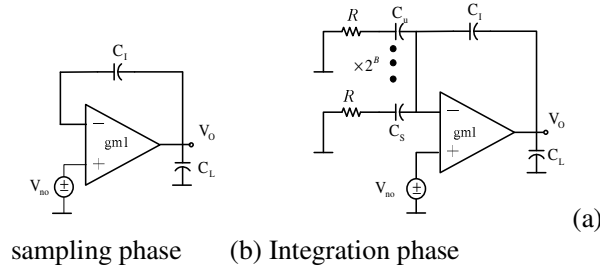 C_I
−
gm1
+
V_O
C_L
V_no
±
R
C_u
×2^B
R
C_S
C_I
−
gm1
+
V_O
C_L
V_no
±
(a)
sampling phase (b) Integration phase